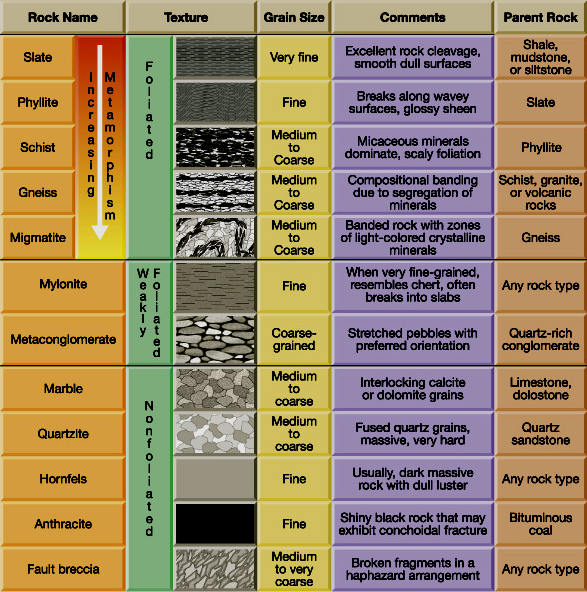 Rock Name Texture Grain Size Comments Parent Rock
Increasing
Metamorphism
Foliated
Slate
Very fine
Excellent rock cleavage,
smooth dull surfaces
Shale,
mudstone,
or siltstone
Phyllite
Fine
Breaks along wavey
surfaces, glossy sheen
Slate
Schist
Medium
to
Coarse
Micaceous minerals
dominate, scaly foliation
Phyllite
Gneiss
Medium
to
Coarse
Compositional banding
due to segregation of
minerals
Schist, granite,
or volcanic
rocks
Migmatite
Medium
to
Coarse
Banded rock with zones
of light-colored crystalline
minerals
Gneiss
Weakly
Foliated
Mylonite
Fine
When very fine-grained,
resembles chert, often
breaks into slabs
Any rock type
Metaconglomerate
Coarse-
grained
Stretched pebbles with
preferred orientation
Quartz-rich
conglomerate
Nonfoliated
Marble
Medium
to
coarse
Interlocking calcite
or dolomite grains
Limestone,
dolostone
Quartzite
Medium
to
coarse
Fused quartz grains,
massive, very hard
Quartz
sandstone
Hornfels
Fine
Usually, dark massive
rock with dull luster
Any rock type
Anthracite
Fine
Shiny black rock that may
exhibit conchoidal fracture
Bituminous
coal
Fault breccia
Medium
to very
coarse
Broken fragments in a
haphazard arrangement
Any rock type